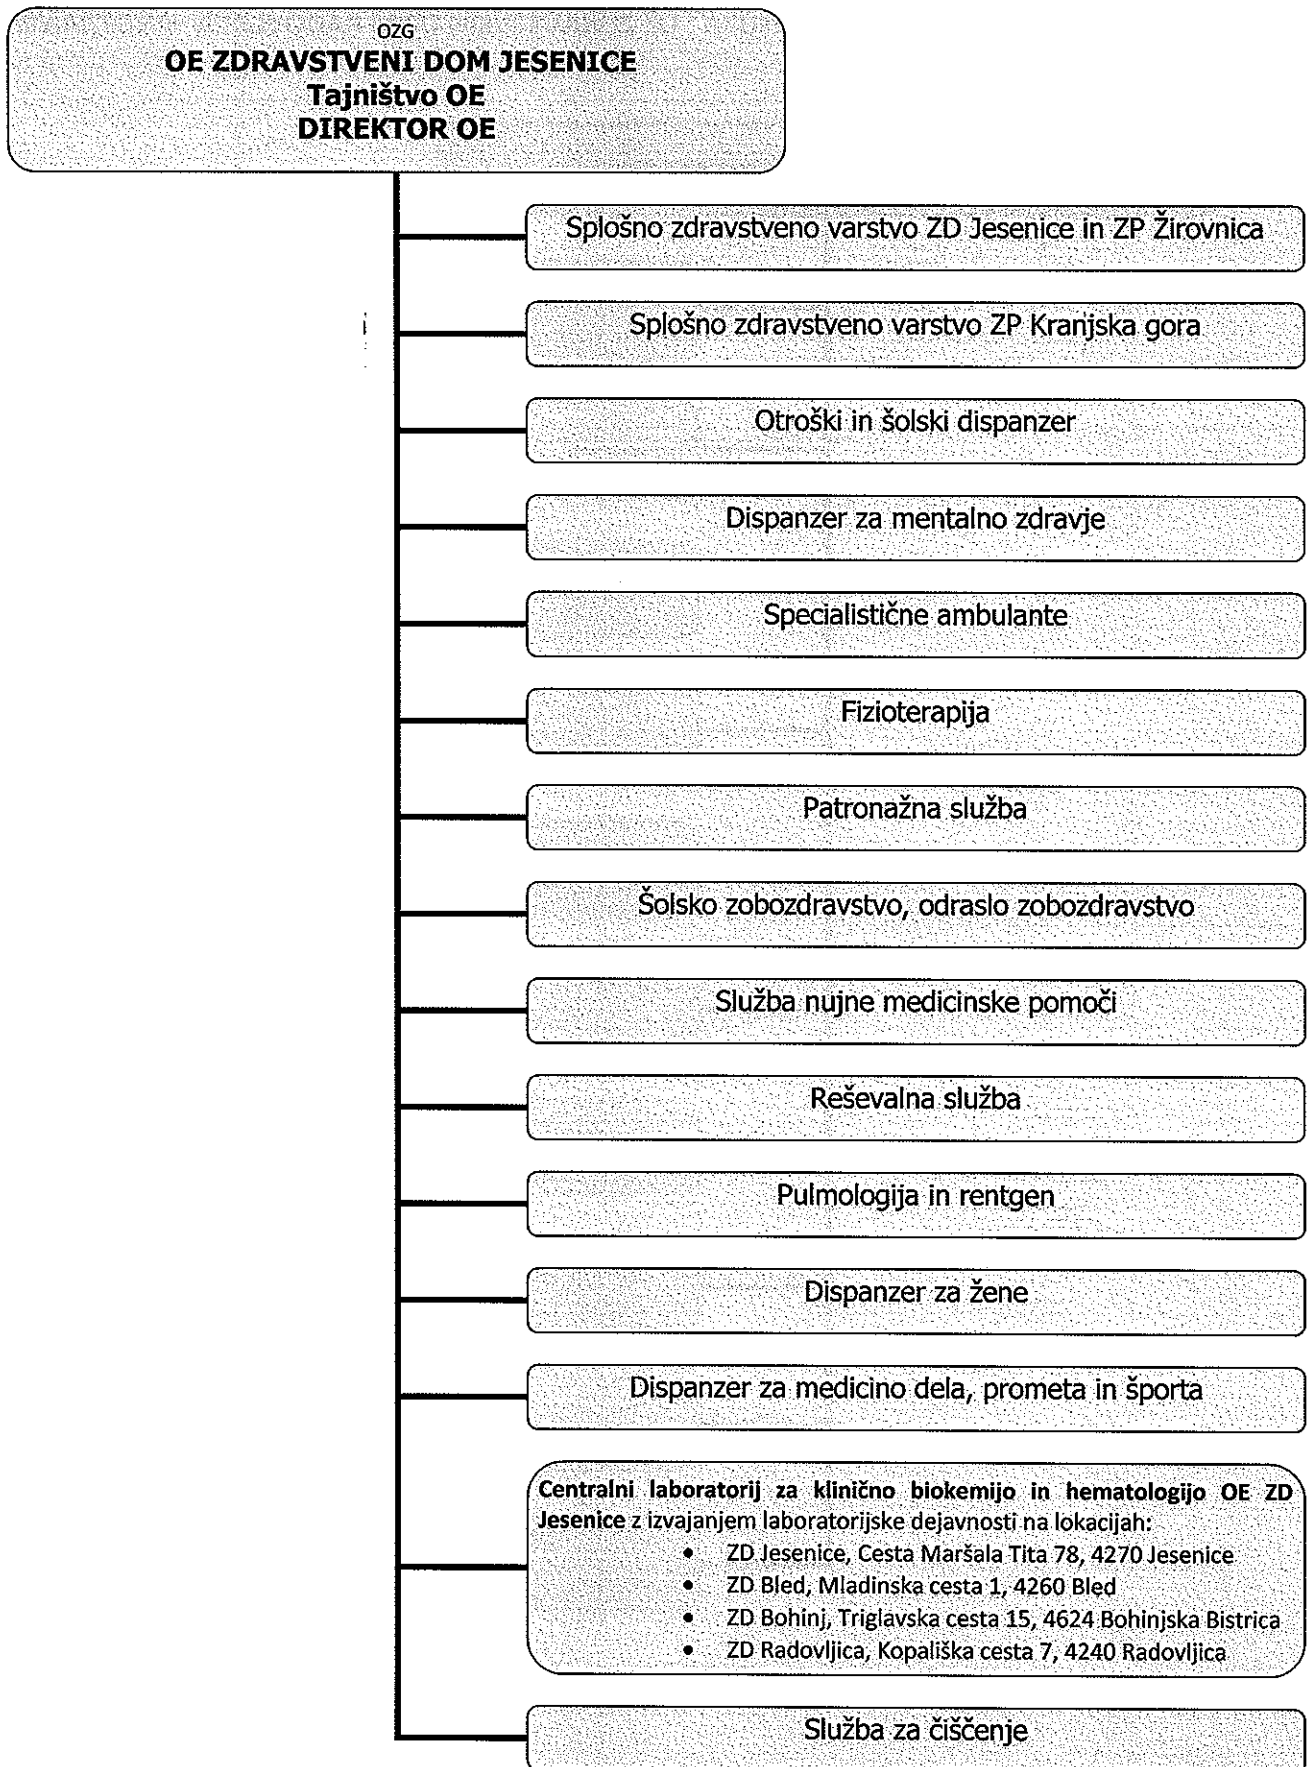 OZG
OE ZDRAVSTVENI DOM JESENICE
Tajništvo OE
DIREKTOR OE
Splošno zdravstveno varstvo ZD Jesenice in ZP Žirovnica
Splošno zdravstveno varstvo ZP Kranjska gora
Otroški in šolski dispanzer
Dispanzer za mentalno zdravje
Specialistične ambulante
Fizioterapija
Patronažna služba
Šolsko zobozdravstvo, odraslo zobozdravstvo
Služba nujne medicinske pomoči
Reševalna služba
Pulmologija in rentgen
Dispanzer za žene
Dispanzer za medicino dela, prometa in športa
Centralni laboratorij za klinično biokemijo in hematologijo OE ZD
Jesenice z izvajanjem laboratorijske dejavnosti na lokacijah:
• ZD Jesenice, Cesta Maršala Tita 78, 4270 Jesenice
• ZD Bled, Mladinska cesta 1, 4260 Bled
• ZD Bohinj, Triglavska cesta 15, 4624 Bohinjska Bistrica
• ZD Radovljica, Kopališka cesta 7, 4240 Radovljica
Služba za čiščenje